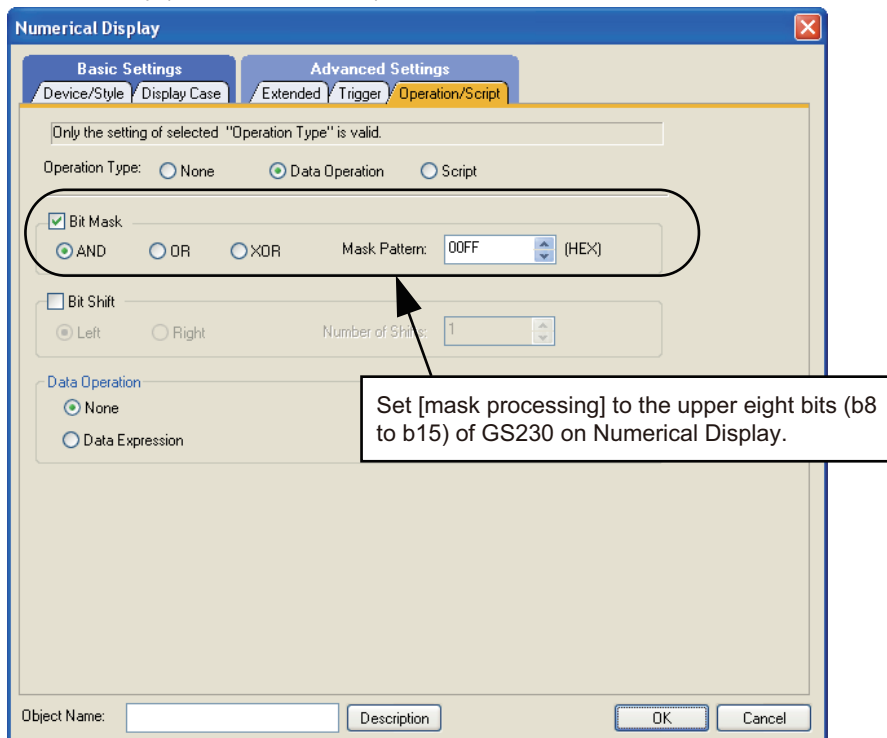 Numerical Display
Basic Settings
Advanced Settings
Device/Style Display Case Extended Trigger Operation/Script
Only the setting of selected "Operation Type" is valid.
Operation Type: None Data Operation Script
Bit Mask
AND OR XOR Mask Pattern: 00FF (HEX)
Bit Shift
Left Right Number of Shifts: 1
Data Operation
None
Data Expression
Set [mask processing] to the upper eight bits (b8
to b15) of GS230 on Numerical Display.
Object Name: Description OK Cancel